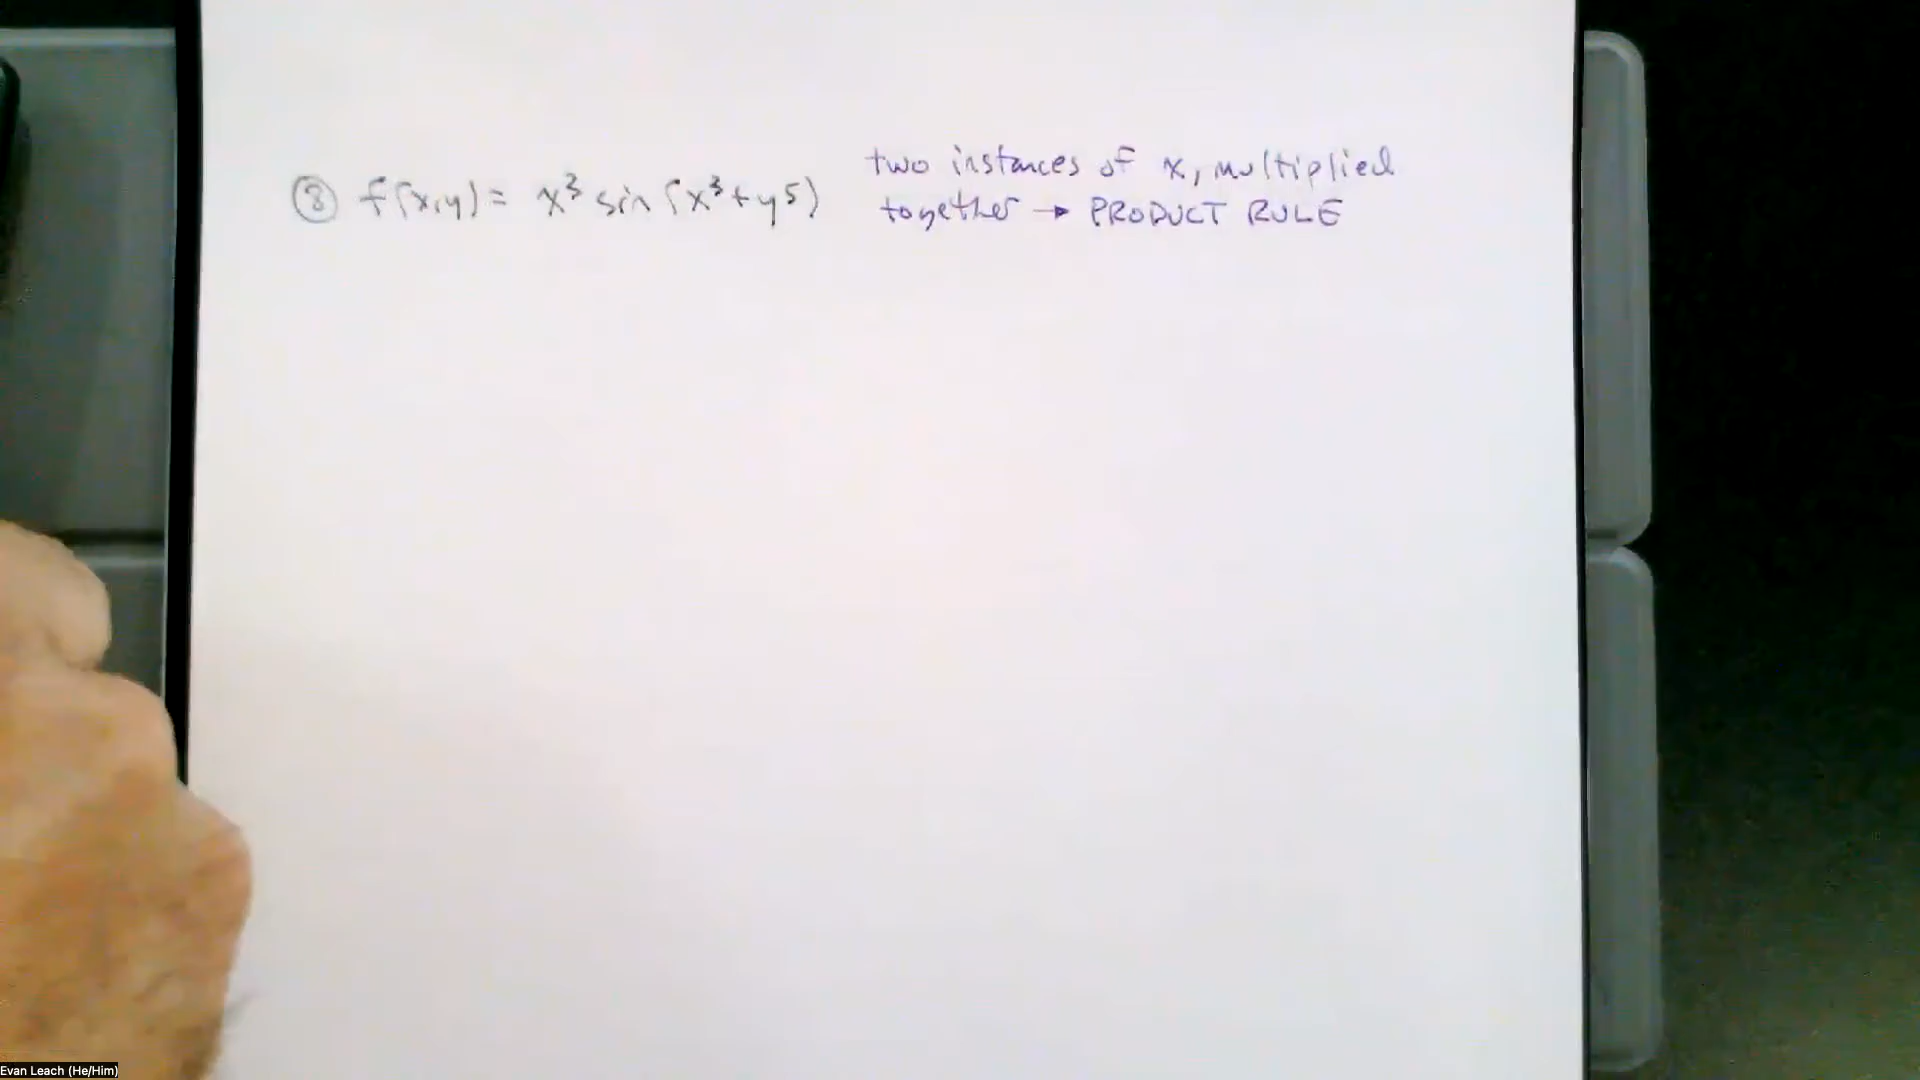 ⑧ f(x,y) = x³ sin (x³ + y⁵)
two instances of x, multiplied
together → PRODUCT RULE
Evan Leach (He/Him)